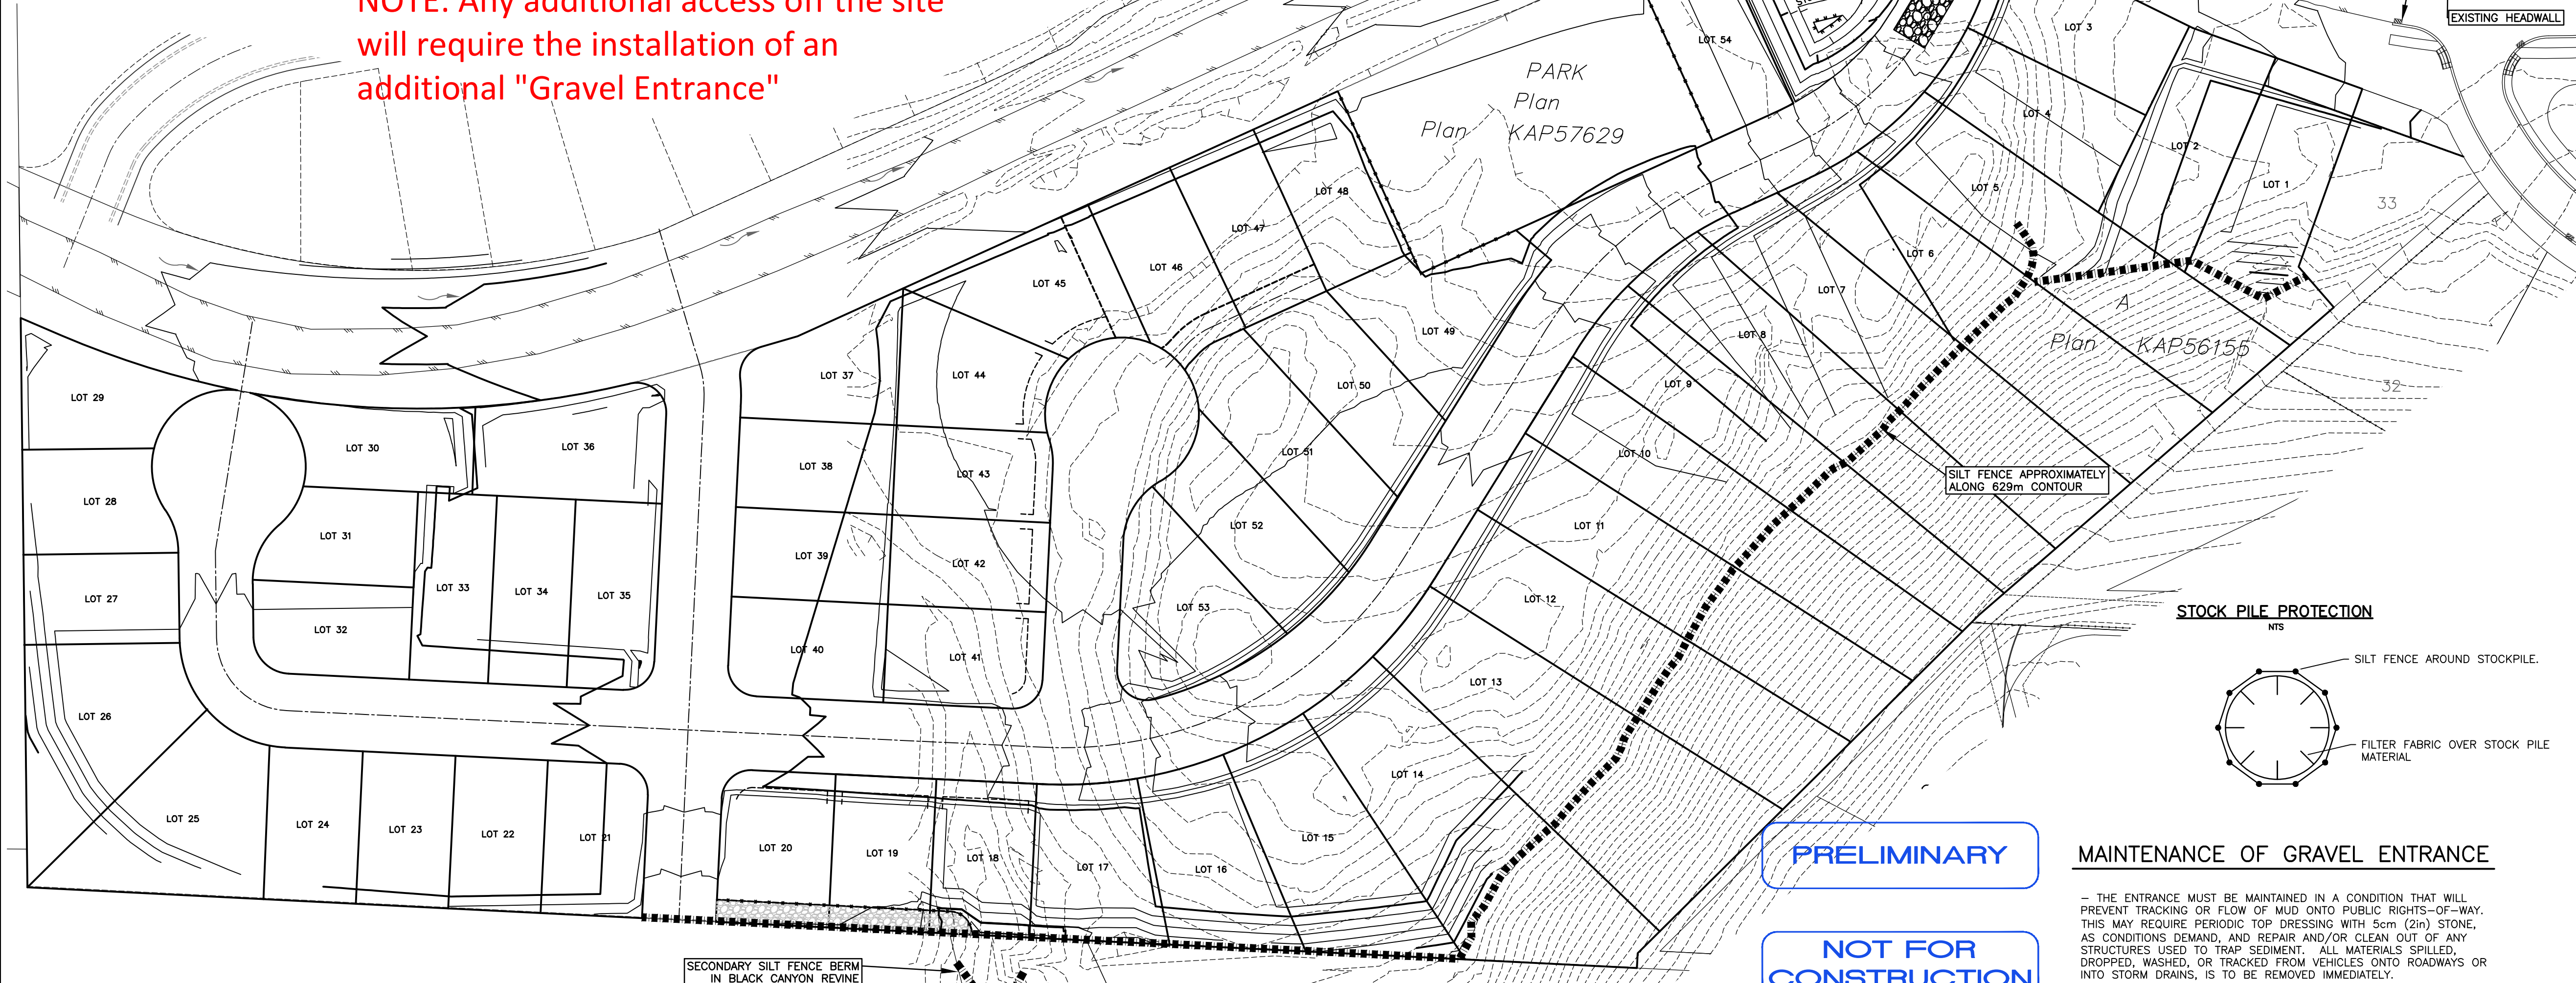 NOTE: Any additional access off the site
will require the installation of an
additional "Gravel Entrance"
EXISTING HEADWALL
PARK
Plan
Plan KAP57629
LOT 54
LOT 3
LOT 4
LOT 2
LOT 1
33
LOT 5
LOT 6
LOT 7
LOT 8
LOT 9
A
Plan KAP56155
32
LOT 48
LOT 47
LOT 46
LOT 45
LOT 49
LOT 50
LOT 51
LOT 52
LOT 53
LOT 37
LOT 44
LOT 38
LOT 43
LOT 39
LOT 42
LOT 40
LOT 41
LOT 29
LOT 30
LOT 36
LOT 28
LOT 31
LOT 27
LOT 32
LOT 33
LOT 34
LOT 35
LOT 26
LOT 25
LOT 24
LOT 23
LOT 22
LOT 21
LOT 20
LOT 19
LOT 18
LOT 17
LOT 16
LOT 15
LOT 14
LOT 13
LOT 12
LOT 11
LOT 10
SILT FENCE APPROXIMATELY
ALONG 629m CONTOUR
SECONDARY SILT FENCE BERM
IN BLACK CANYON REVINE
STOCK PILE PROTECTION
NTS
SILT FENCE AROUND STOCKPILE.
FILTER FABRIC OVER STOCK PILE
MATERIAL
PRELIMINARY
NOT FOR
CONSTRUCTION
MAINTENANCE OF GRAVEL ENTRANCE
– THE ENTRANCE MUST BE MAINTAINED IN A CONDITION THAT WILL
PREVENT TRACKING OR FLOW OF MUD ONTO PUBLIC RIGHTS–OF–WAY.
THIS MAY REQUIRE PERIODIC TOP DRESSING WITH 5cm (2in) STONE,
AS CONDITIONS DEMAND, AND REPAIR AND/OR CLEAN OUT OF ANY
STRUCTURES USED TO TRAP SEDIMENT. ALL MATERIALS SPILLED,
DROPPED, WASHED, OR TRACKED FROM VEHICLES ONTO ROADWAYS OR
INTO STORM DRAINS, IS TO BE REMOVED IMMEDIATELY.